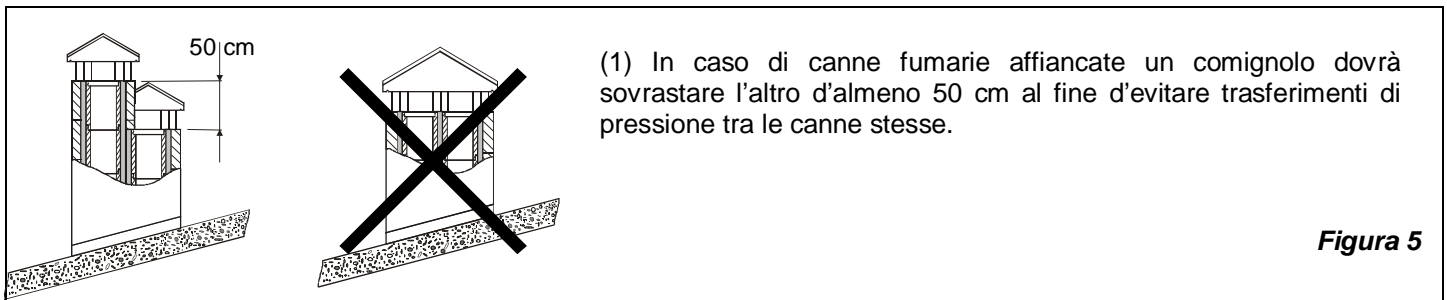 50 cm
(1) In caso di canne fumarie affiancate un comignolo dovrà
sovrastare l'altro d'almeno 50 cm al fine d'evitare trasferimenti di
pressione tra le canne stesse.
Figura 5